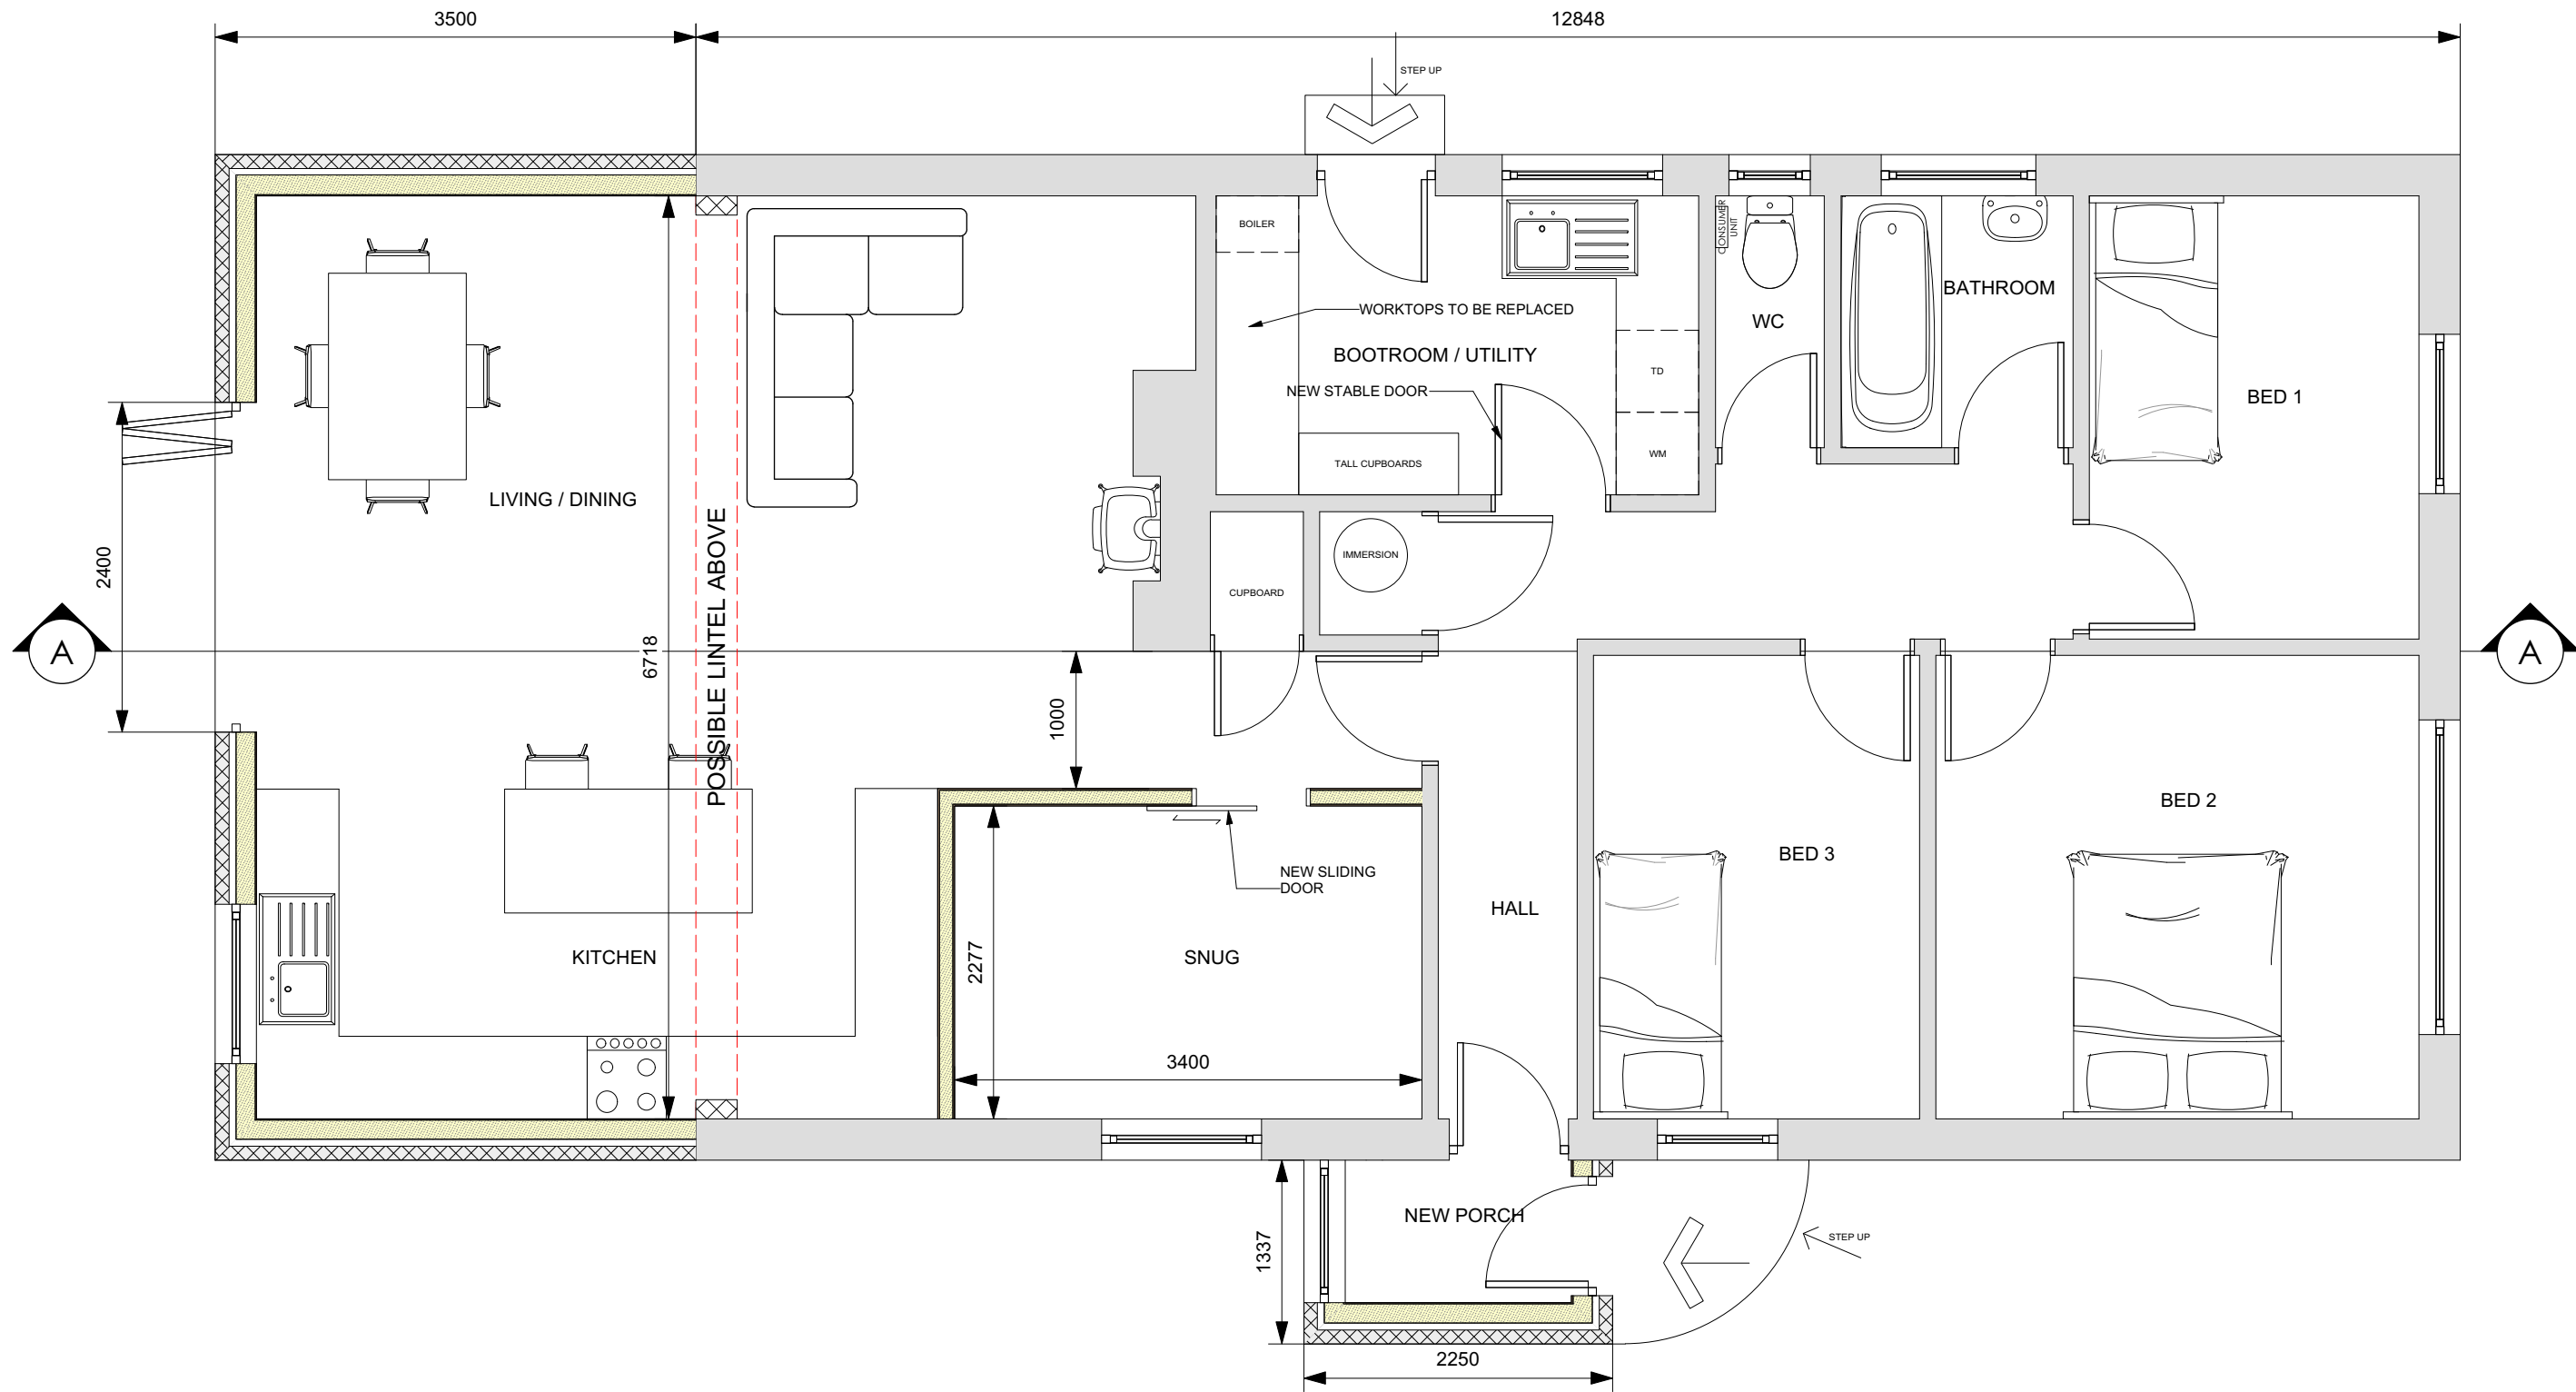 3500
12848
STEP UP
BOILER
CONSUMER
UNIT
BATHROOM
WORKTOPS TO BE REPLACED
WC
BOOTROOM / UTILITY
TD
NEW STABLE DOOR
BED 1
WM
TALL CUPBOARDS
LIVING / DINING
2400
POSSIBLE LINTEL ABOVE
IMMERSION
CUPBOARD
A
6718
A
1000
BED 2
BED 3
NEW SLIDING
DOOR
HALL
KITCHEN
2277
SNUG
3400
NEW PORCH
STEP UP
1337
2250